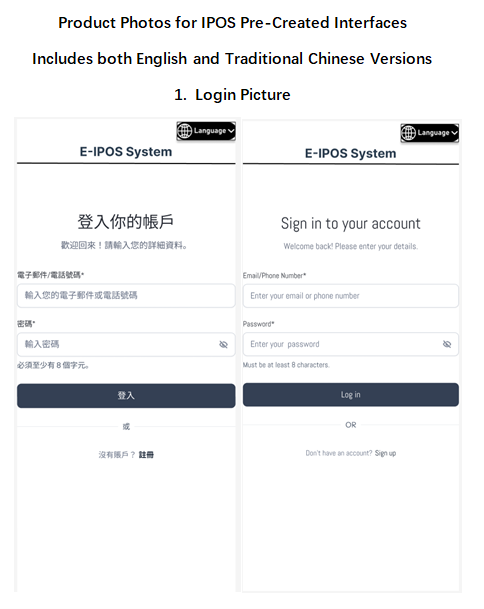 Product Photos for IPOS Pre-Created Interfaces
Includes both English and Traditional Chinese Versions
1. Login Picture
Language
E-IPOS System
登入你的帳戶
歡迎回來！請輸入您的詳細資料。
電子郵件/電話號碼*
輸入您的電子郵件或電話號碼
密碼*
輸入密碼
必須至少有 8 個字元。
登入
或
沒有賬戶？ 註冊
Language
E-IPOS System
Sign in to your account
Welcome back! Please enter your details.
Email/Phone Number*
Enter your email or phone number
Password*
Enter your password
Must be at least 8 characters.
Log in
OR
Don't have an account? Sign up